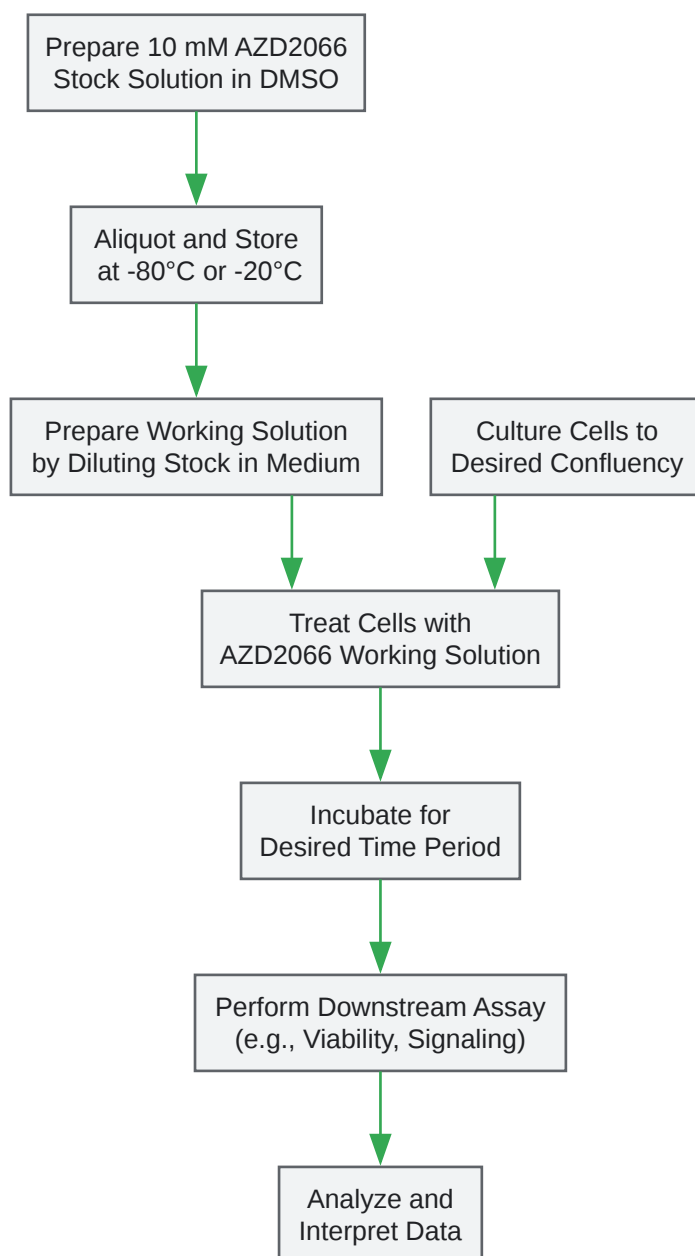 Prepare 10 mM AZD2066
Stock Solution in DMSO
Aliquot and Store
at -80°C or -20°C
Prepare Working Solution
by Diluting Stock in Medium
Culture Cells to
Desired Confluency
Treat Cells with
AZD2066 Working Solution
Incubate for
Desired Time Period
Perform Downstream Assay
(e.g., Viability, Signaling)
Analyze and
Interpret Data